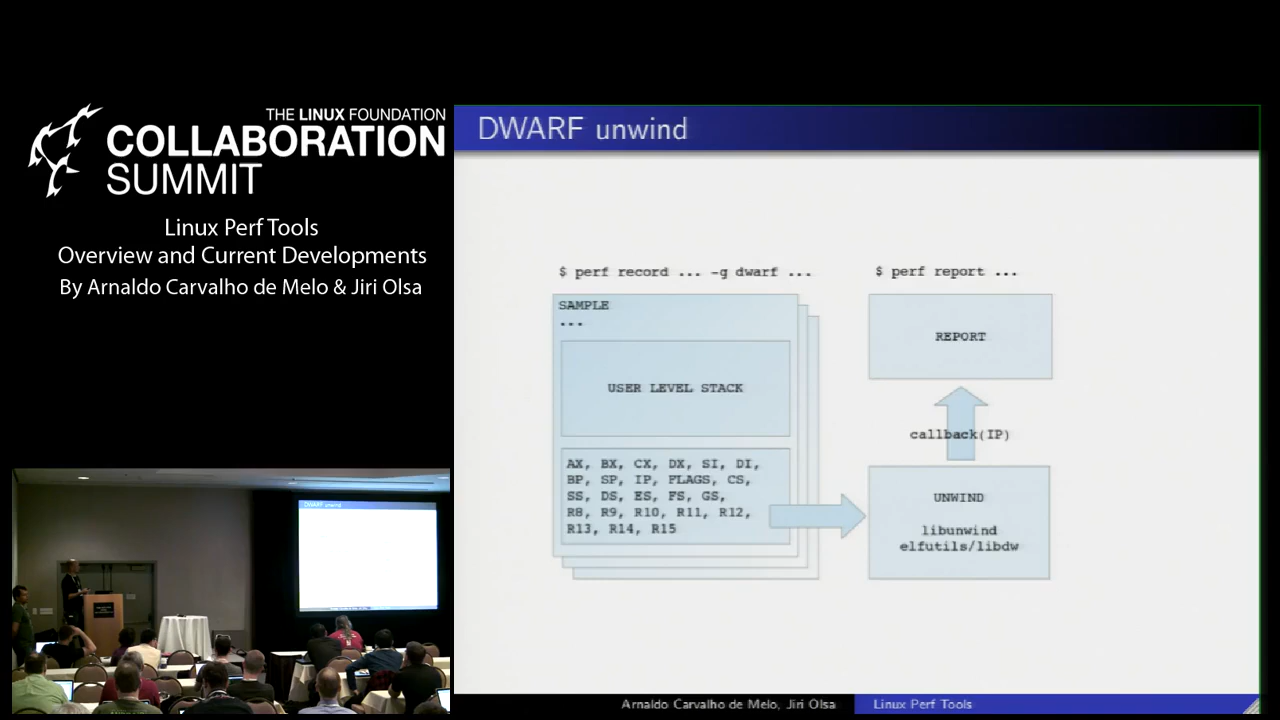 THE LINUX FOUNDATION
COLLABORATION
SUMMIT
Linux Perf Tools
Overview and Current Developments
By Arnaldo Carvalho de Melo & Jiri Olsa
DWARF unwind
$ perf record ... -g dwarf ...
SAMPLE
...
USER LEVEL STACK
AX, BX, CX, DX, SI, DI,
BP, SP, IP, FLAGS, CS,
SS, DS, ES, FS, GS,
R8, R9, R10, R11, R12,
R13, R14, R15
$ perf report ...
REPORT
callback(IP)
UNWIND
libunwind
elfutils/libdw
Arnaldo Carvalho de Melo, Jiri Olsa
Linux Perf Tools
DWARF unwind